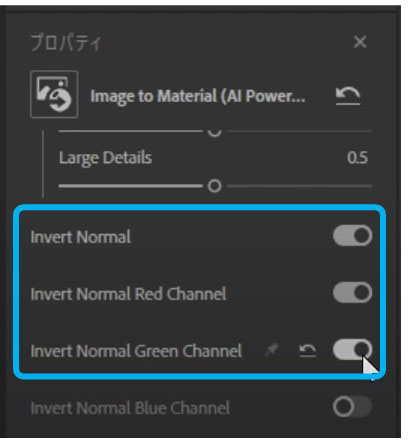 プロパティ
Image to Material (AI Power...
Large Details 0.5
Invert Normal
Invert Normal Red Channel
Invert Normal Green Channel
Invert Normal Blue Channel